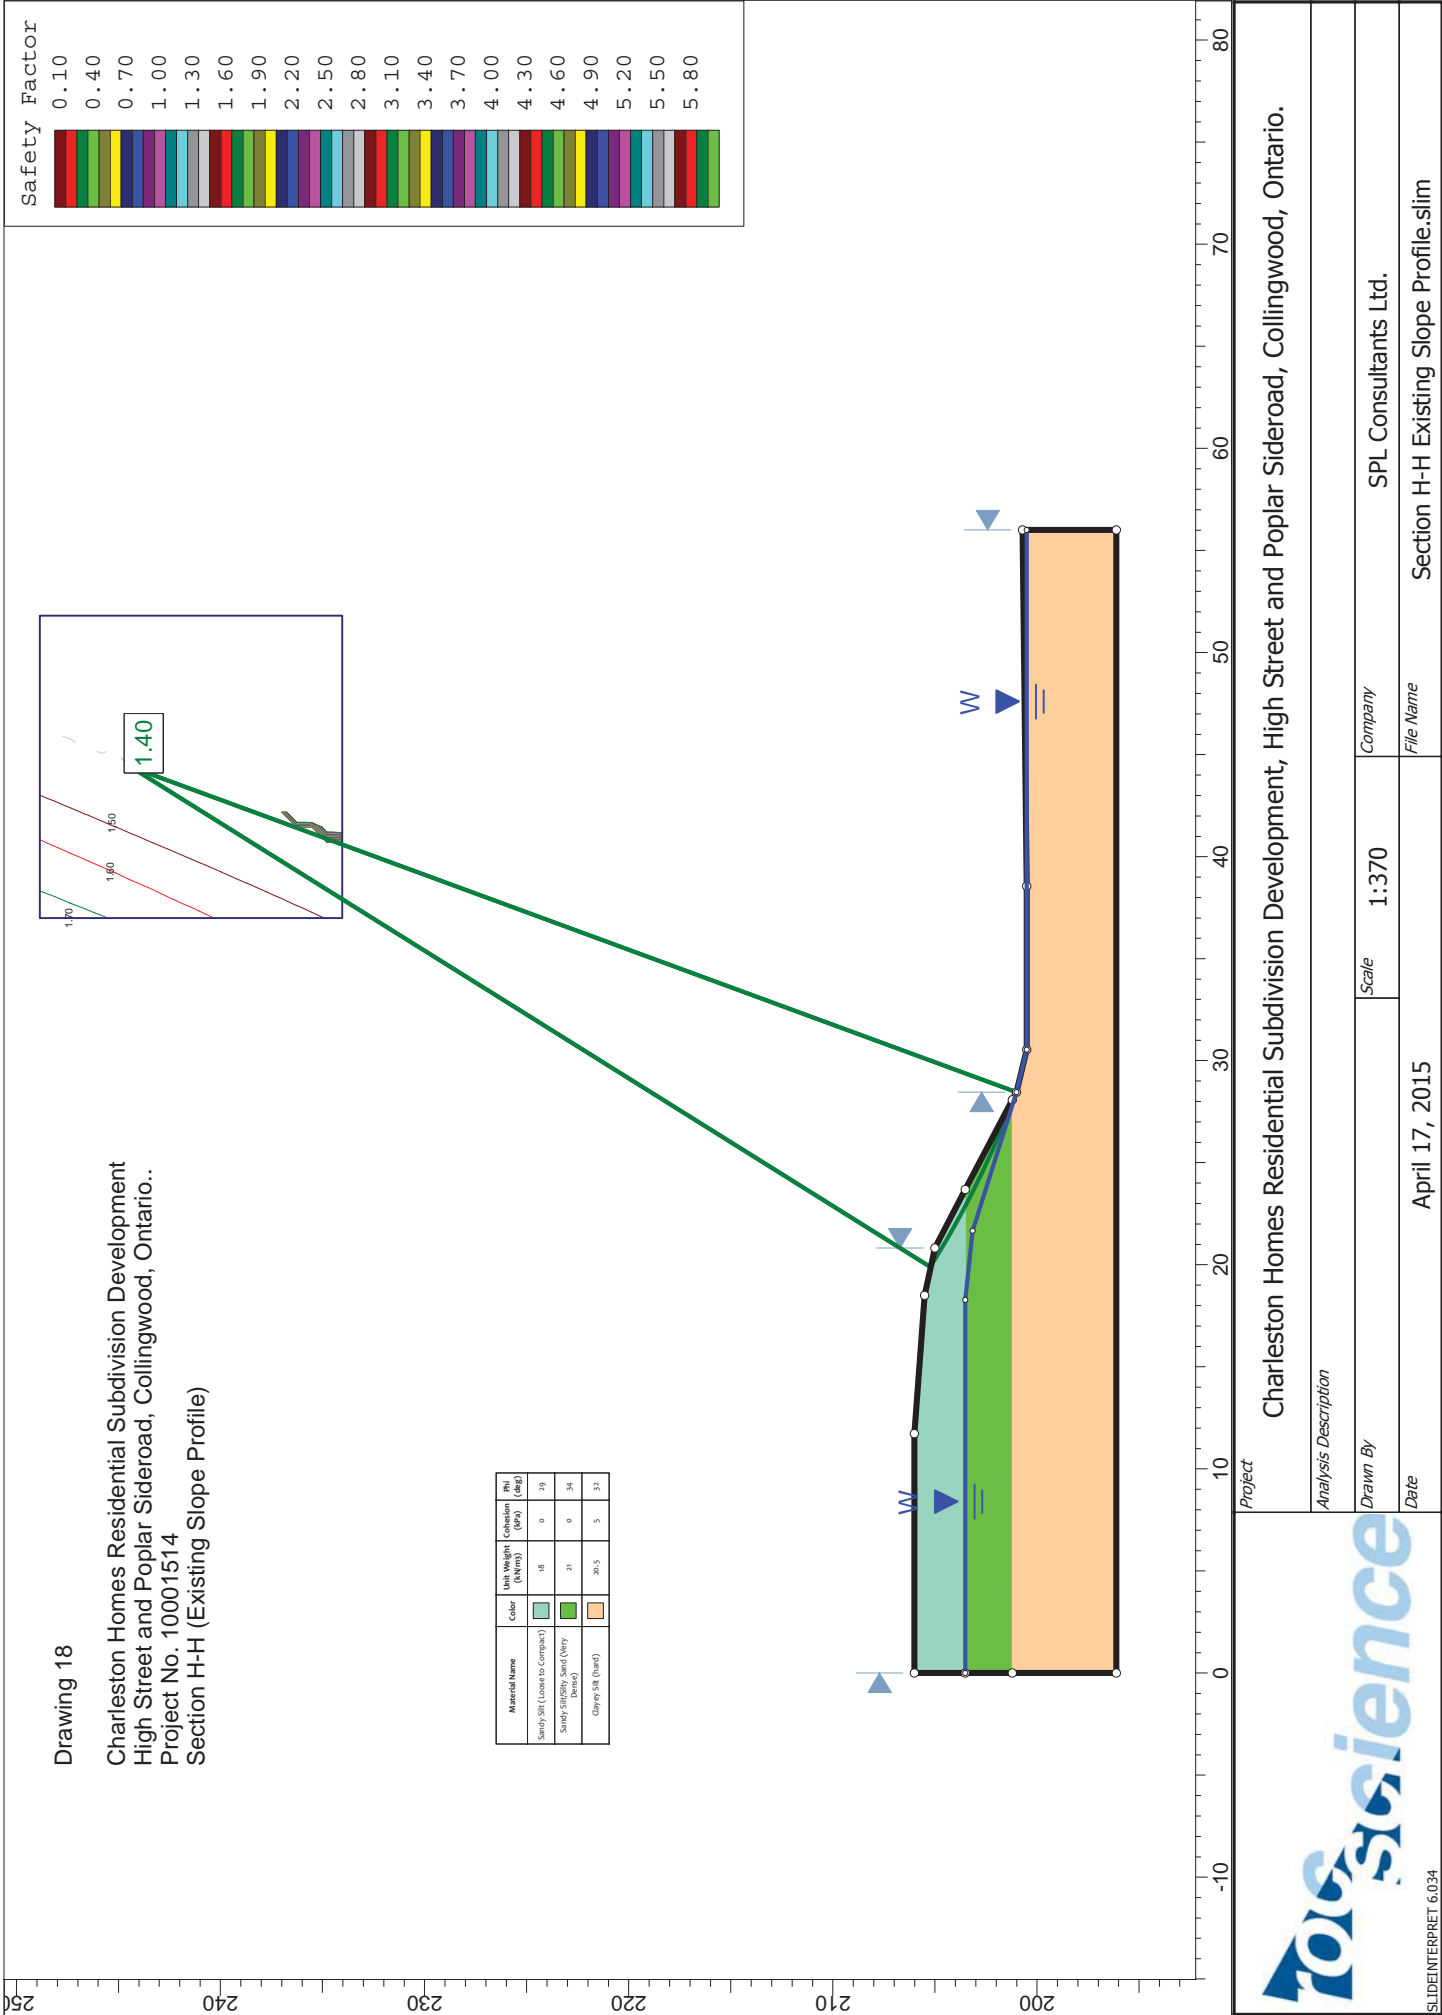 Drawing 18
Charleston Homes Residential Subdivision Development
High Street and Poplar Sideroad, Collingwood, Ontario..
Project No. 10001514
Section H-H (Existing Slope Profile)
Safety Factor
0.10
0.40
0.70
1.00
1.30
1.60
1.90
2.20
2.50
2.80
3.10
3.40
3.70
4.00
4.30
4.60
4.90
5.20
5.50
5.80
1.70
1.60
1.50
1.40
Material Name Color Unit Weight (kN/m3) Cohesion (kPa) Phi (deg)
Sandy Silt (Loose to Compact) 18 0 29
Sandy Silt/Silty Sand (Very Dense) 21 0 34
Clayey Silt (hard) 20.5 5 32
W
W
250
240
230
220
210
200
-10 0 10 20 30 40 50 60 70 80
rocscience
SLIDEINTERPRET 6.034
Project
Charleston Homes Residential Subdivision Development, High Street and Poplar Sideroad, Collingwood, Ontario.
Analysis Description
Drawn By
Scale 1:370
Company SPL Consultants Ltd.
Date April 17, 2015
File Name Section H-H Existing Slope Profile.slim